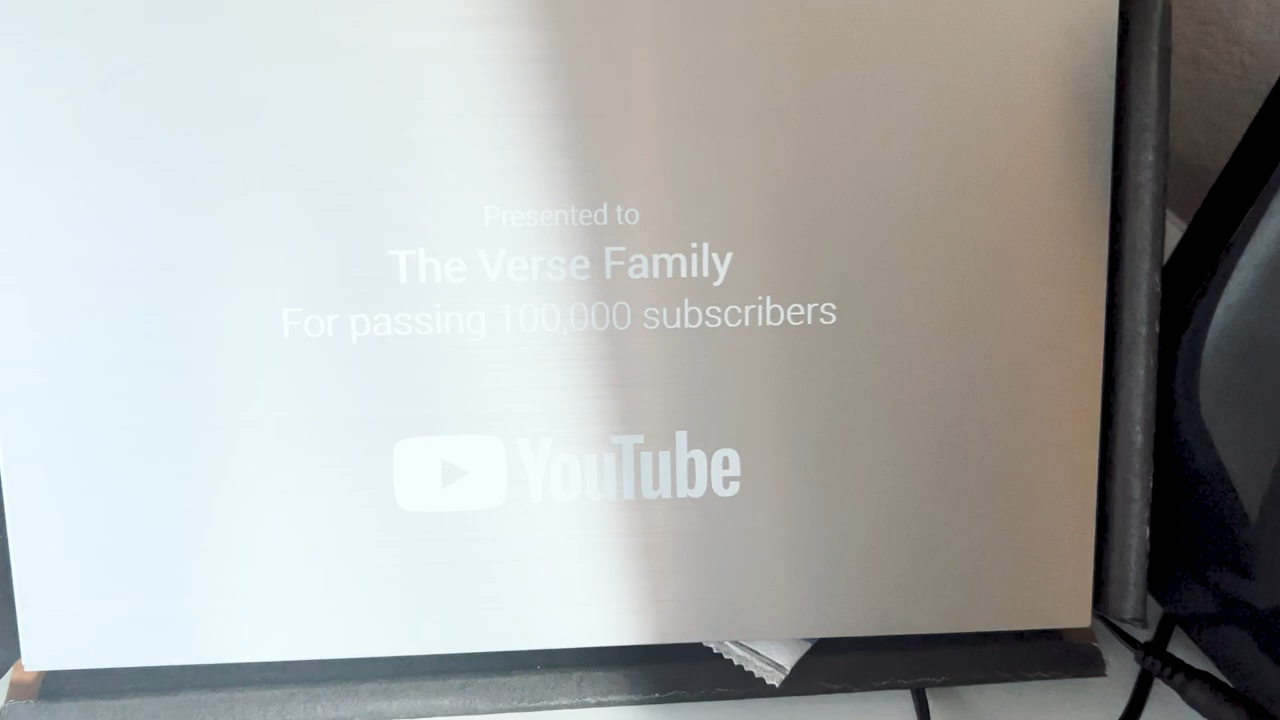 Presented to
The Verse Family
For passing 100,000 subscribers
YouTube